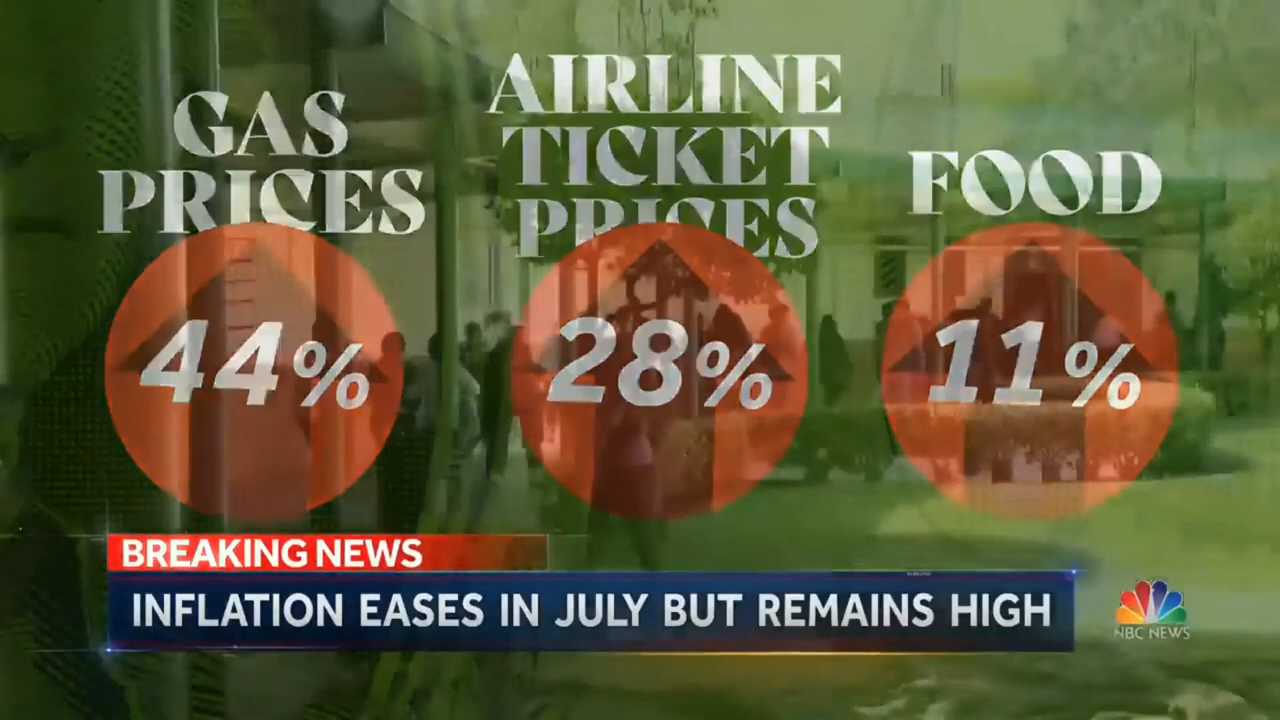 GAS
PRICES
44%
AIRLINE
TICKET
PRICES
28%
FOOD
11%
BREAKING NEWS
INFLATION EASES IN JULY BUT REMAINS HIGH
NBC NEWS